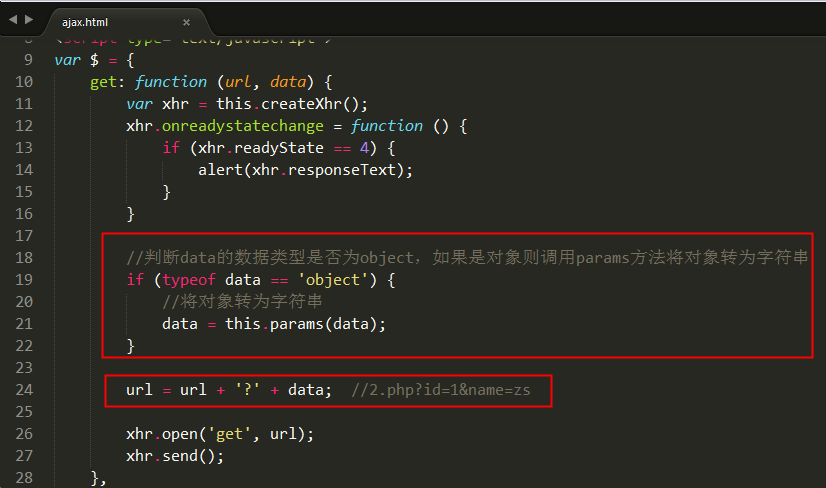 ajax.html
8 <script type="text/javascript">
9 var $ = {
10 get: function (url, data) {
11 var xhr = this.createXhr();
12 xhr.onreadystatechange = function () {
13 if (xhr.readyState == 4) {
14 alert(xhr.responseText);
15 }
16 }
17
18 //判断data的数据类型是否为object，如果是对象则调用params方法将对象转为字符串
19 if (typeof data == 'object') {
20 //将对象转为字符串
21 data = this.params(data);
22 }
23
24 url = url + '?' + data; //2.php?id=1&name=zs
25
26 xhr.open('get', url);
27 xhr.send();
28 },